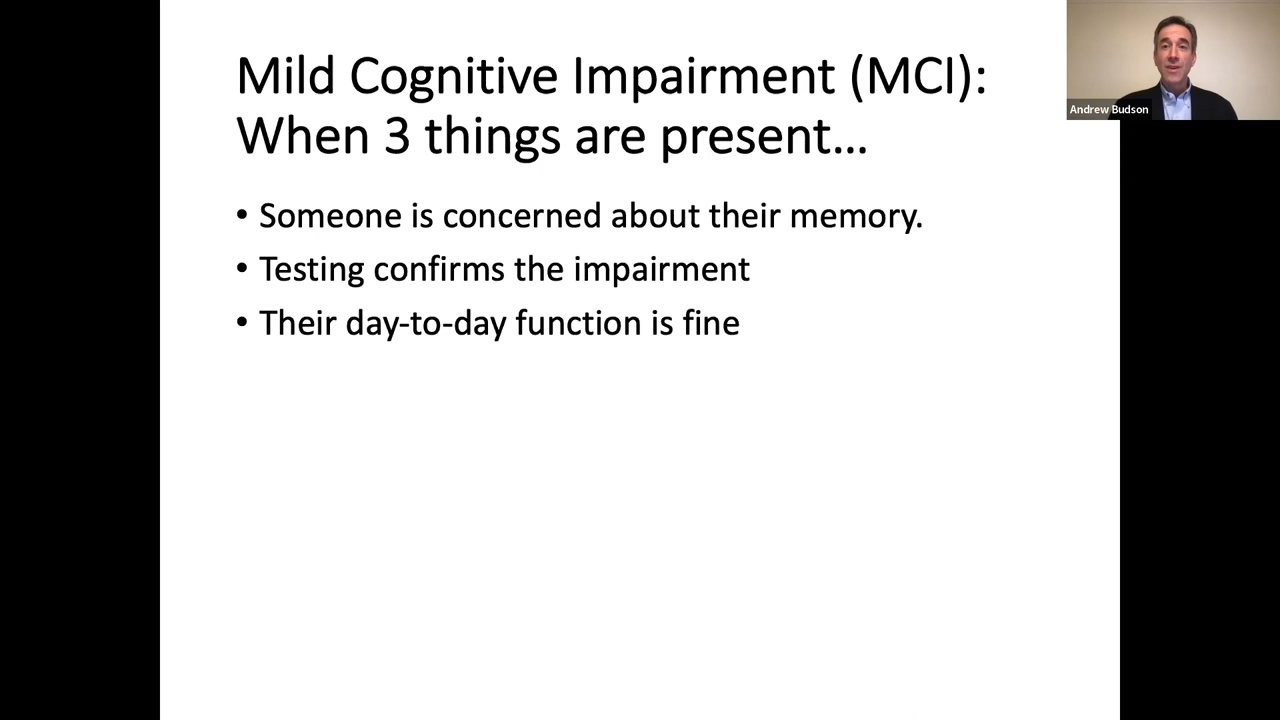 Mild Cognitive Impairment (MCI):
When 3 things are present…
• Someone is concerned about their memory.
• Testing confirms the impairment
• Their day-to-day function is fine
Andrew Budson